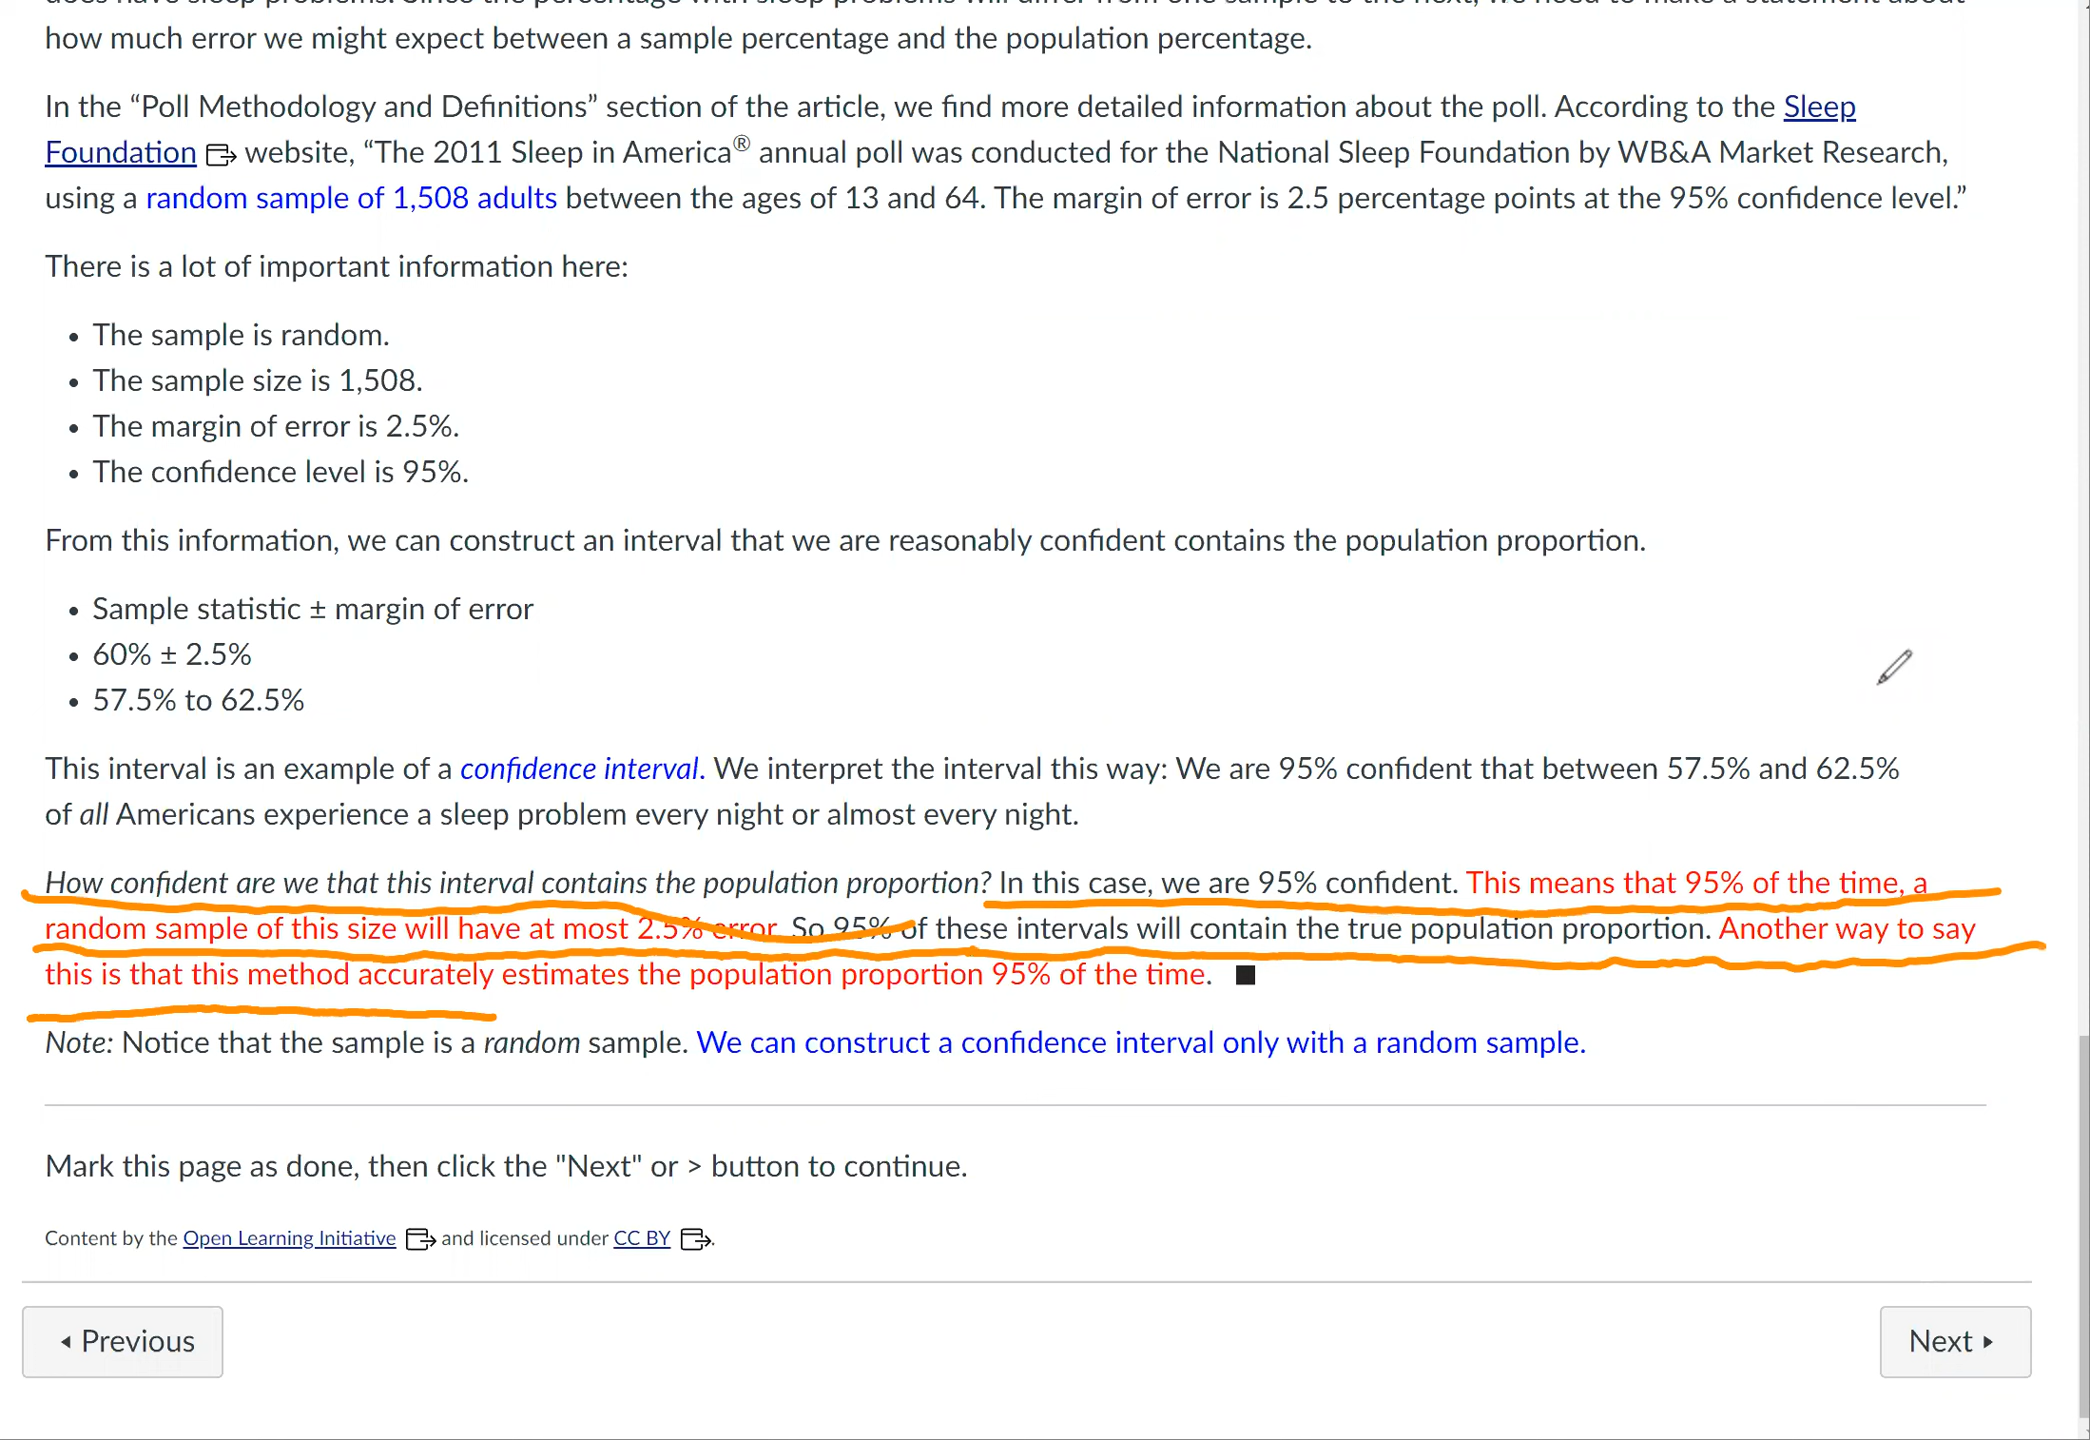 how much error we might expect between a sample percentage and the population percentage.
In the “Poll Methodology and Definitions” section of the article, we find more detailed information about the poll. According to the Sleep
Foundation website, “The 2011 Sleep in America® annual poll was conducted for the National Sleep Foundation by WB&A Market Research,
using a random sample of 1,508 adults between the ages of 13 and 64. The margin of error is 2.5 percentage points at the 95% confidence level.”
There is a lot of important information here:
• The sample is random.
• The sample size is 1,508.
• The margin of error is 2.5%.
• The confidence level is 95%.
From this information, we can construct an interval that we are reasonably confident contains the population proportion.
• Sample statistic ± margin of error
• 60% ± 2.5%
• 57.5% to 62.5%
This interval is an example of a confidence interval. We interpret the interval this way: We are 95% confident that between 57.5% and 62.5%
of all Americans experience a sleep problem every night or almost every night.
How confident are we that this interval contains the population proportion? In this case, we are 95% confident. This means that 95% of the time, a
random sample of this size will have at most 2.5% error. So 95% of these intervals will contain the true population proportion. Another way to say
this is that this method accurately estimates the population proportion 95% of the time. ■
Note: Notice that the sample is a random sample. We can construct a confidence interval only with a random sample.
Mark this page as done, then click the "Next" or > button to continue.
Content by the Open Learning Initiative and licensed under CC BY.
◂ Previous
Next ▸